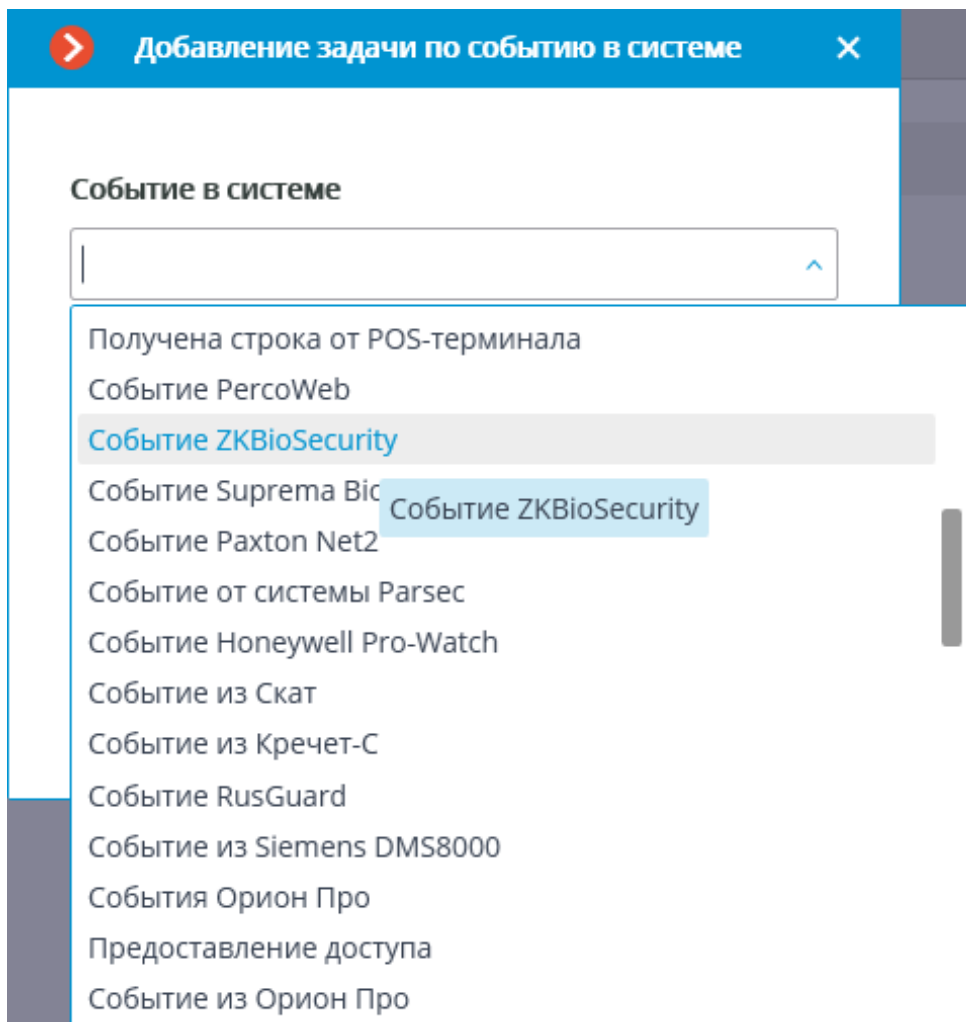 Добавление задачи по событию в системе
Событие в системе
Получена строка от POS-терминала
Событие PercoWeb
Событие ZKBioSecurity
Событие Suprema
Событие ZKBioSecurity
Событие Paxton Net2
Событие от системы Parsec
Событие Honeywell Pro-Watch
Событие из Скат
Событие из Кречет-С
Событие RusGuard
Событие из Siemens DMS8000
События Орион Про
Предоставление доступа
Событие из Орион Про